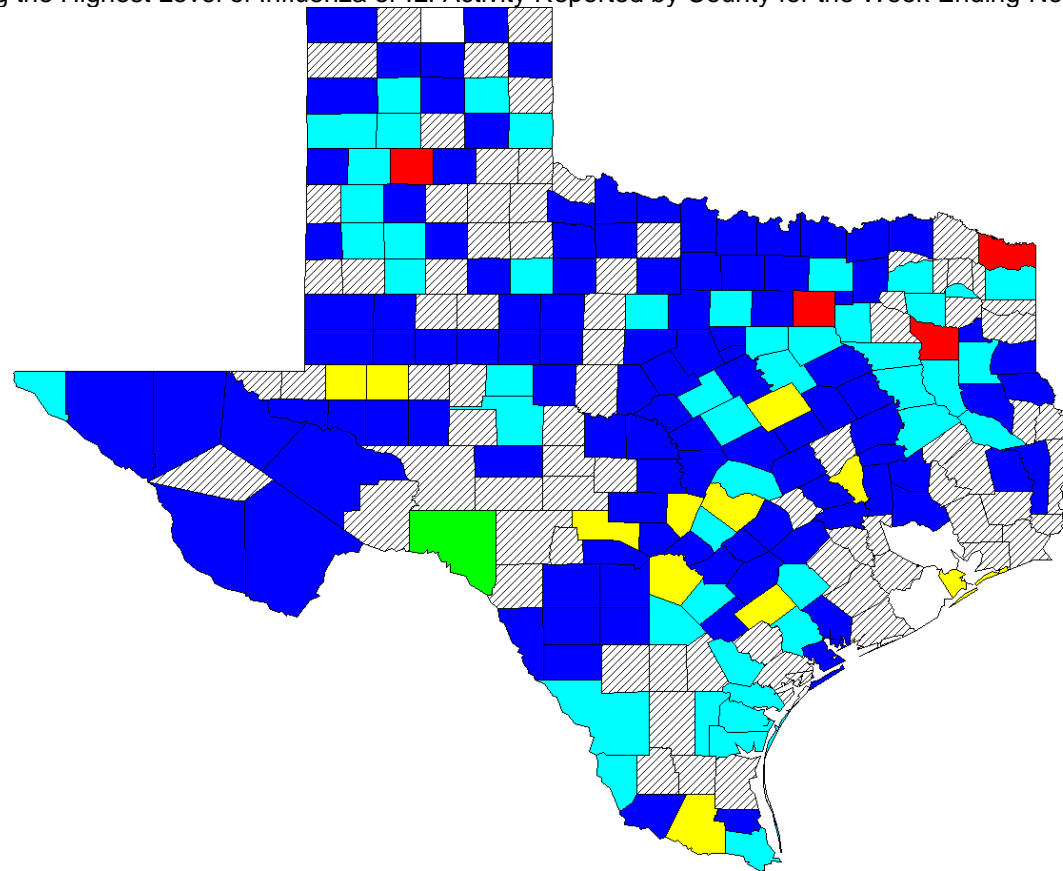 the Highest Level of Influenza or ILI Activity Reported by County for the Week Ending